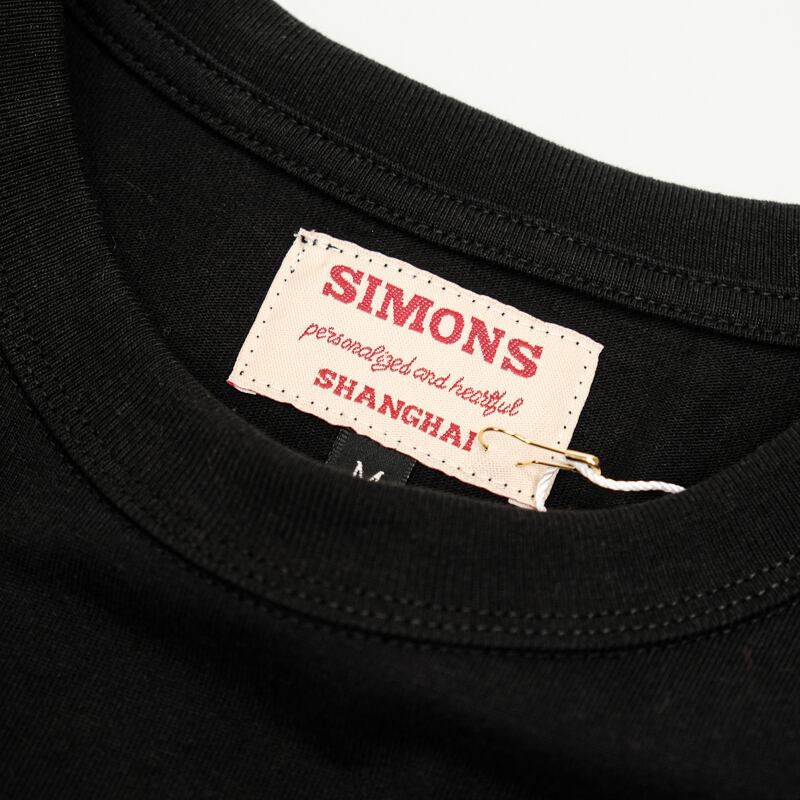 SIMONS
personalized and heartful
SHANGHAI
M